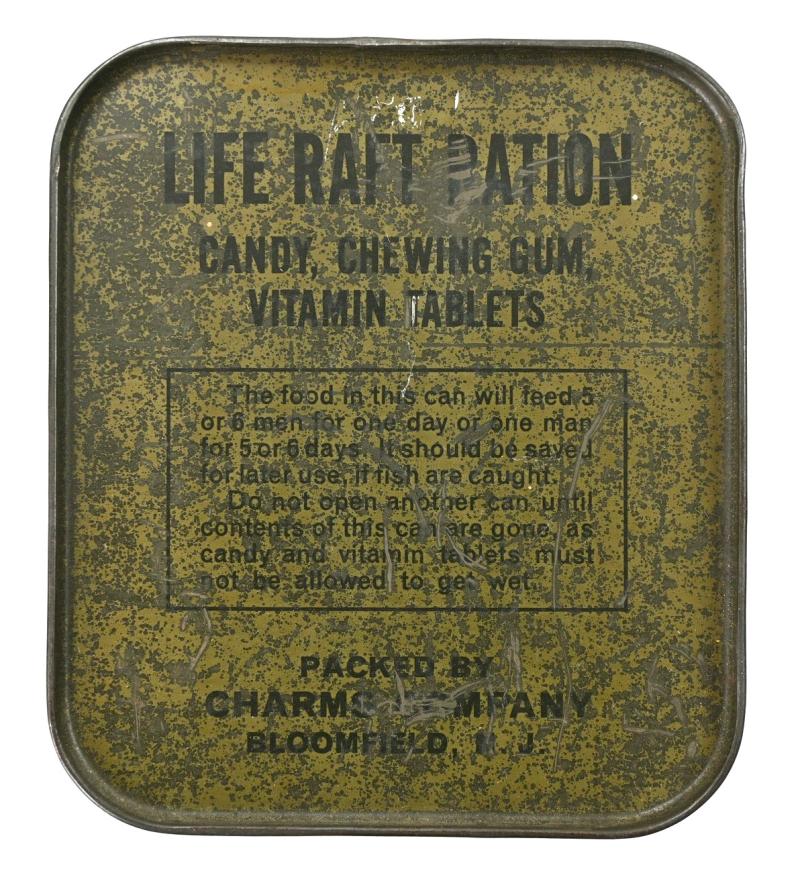 LIFE RAFT RATION
CANDY, CHEWING GUM,
VITAMIN TABLETS
The food in this can will feed 5
or 6 men for one day or one man
for 5 or 6 days. It should be saved
for later use, if fish are caught.
Do not open another can until
contents of this can are gone, as
candy and vitamin tablets must
not be allowed to get wet.
PACKED BY
CHARMS COMPANY
BLOOMFIELD, N. J.